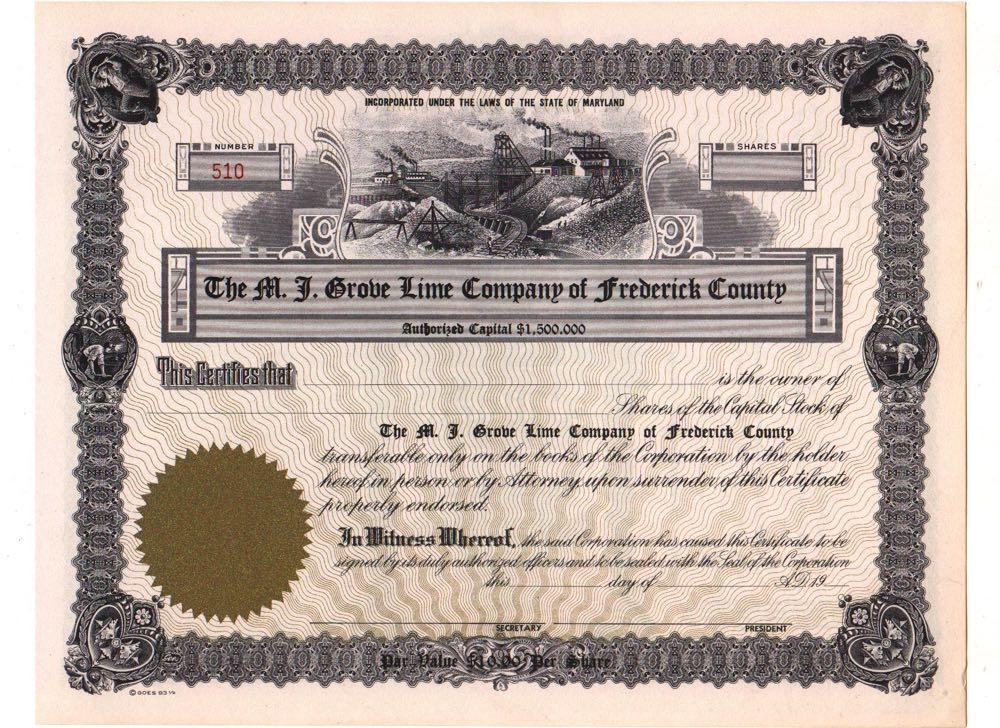 INCORPORATED UNDER THE LAWS OF THE STATE OF MARYLAND
NUMBER
510
SHARES
The M. J. Grove Lime Company of Frederick County
Authorized Capital $1,500.000
This Certifies that is the owner of
Shares of the Capital Stock of
The M. J. Grove Lime Company of Frederick County
transferable only on the books of the Corporation by the holder
hereof in person or by Attorney upon surrender of this Certificate
properly endorsed.
In Witness Whereof, the said Corporation has caused this Certificate to be
signed by its duly authorized officers and to be sealed with the Seal of the Corporation
this day of A.D. 19
SECRETARY PRESIDENT
Par Value $10.00 Per Share
© GOES 93½